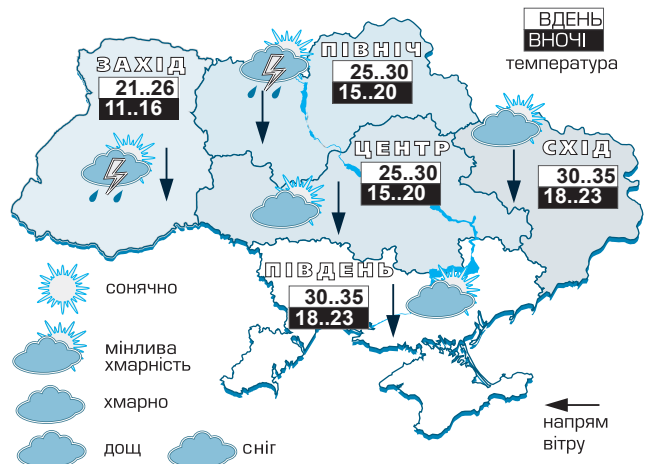 ВДЕНЬ
ВНОЧІ
температура
ПІВНІЧ
25..30
15..20
ЗАХІД
21..26
11..16
ЦЕНТР
25..30
15..20
СХІД
30..35
18..23
ПІВДЕНЬ
30..35
18..23
сонячно
мінлива
хмарність
хмарно
дощ
сніг
напрям
вітру